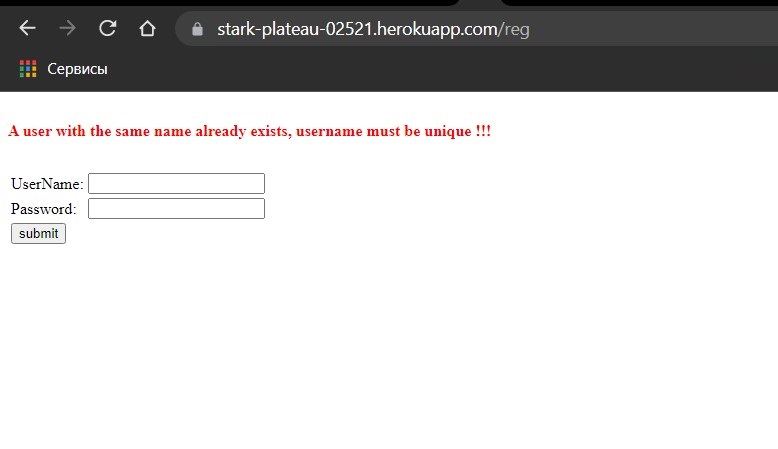 stark-plateau-02521.herokuapp.com/reg
Сервисы
A user with the same name already exists, username must be unique !!!
UserName:
Password:
submit